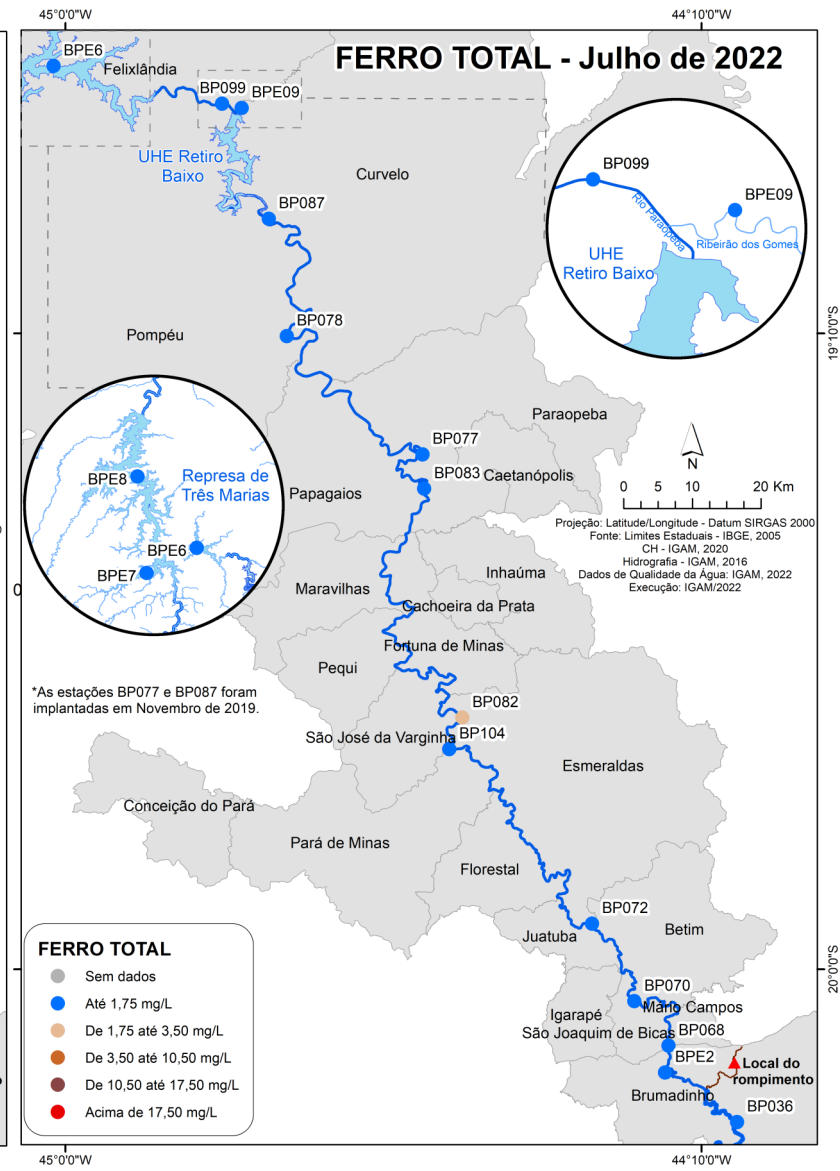 45°0'0"W
44°10'0"W
FERRO TOTAL - Julho de 2022
BPE6
Felixlândia
BP099
BPE09
UHE Retiro
Baixo
Curvelo
BP087
BP099
BPE09
Rio Paraopeba
Ribeirão dos Gomes
UHE
Retiro Baixo
BP078
Pompéu
19°10'0"S
Paraopeba
BP077
Caetanópolis
BP083
Papagaios
N
0 5 10 20 Km
Projeção: Latitude/Longitude - Datum SIRGAS 2000
Fonte: Limites Estaduais - IBGE, 2005
CH - IGAM, 2020
Hidrografia - IGAM, 2016
Dados de Qualidade da Água: IGAM, 2022
Execução: IGAM/2022
BPE8
Represa de
Três Marias
BPE6
BPE7
Inhaúma
Maravilhas
Cachoeira da Prata
Fortuna de Minas
Pequi
*As estações BP077 e BP087 foram
implantadas em Novembro de 2019.
BP082
São José da Varginha
BP104
Esmeraldas
Conceição do Pará
Pará de Minas
Florestal
BP072
Juatuba
Betim
20°0'0"S
BP070
Mário Campos
Igarapé
São Joaquim de Bicas
BP068
BPE2
Local do
rompimento
Brumadinho
BP036
FERRO TOTAL
Sem dados
Até 1,75 mg/L
De 1,75 até 3,50 mg/L
De 3,50 até 10,50 mg/L
De 10,50 até 17,50 mg/L
Acima de 17,50 mg/L
45°0'0"W
44°10'0"W